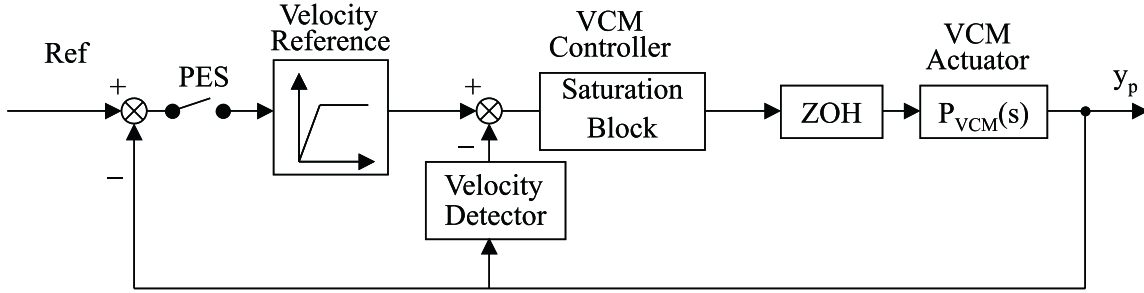 Velocity
Reference
VCM
Controller
VCM
Actuator
Ref
+
PES
+
Saturation
Block
ZOH
P_VCM(s)
y_p
−
−
Velocity
Detector